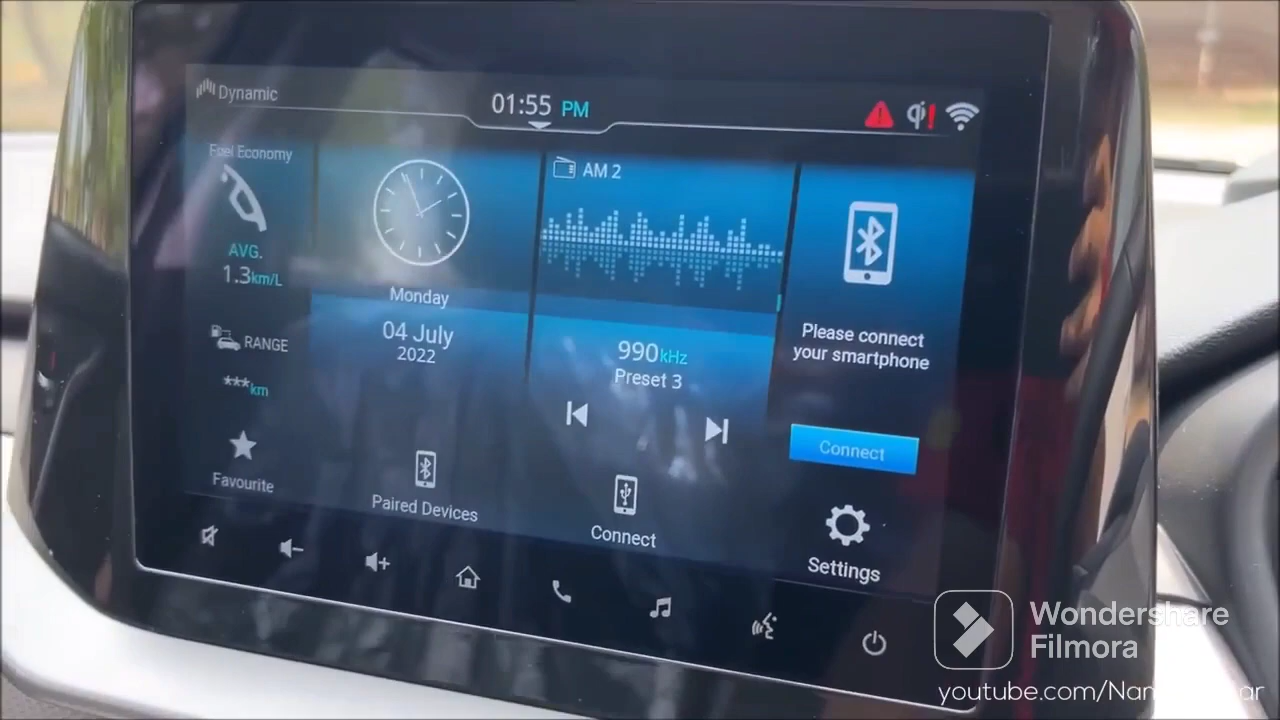 Dynamic
01:55 PM
Fuel Economy
AVG.
1.3km/L
RANGE
***km
Favourite
Monday
04 July
2022
Paired Devices
AM 2
990kHz
Preset 3
Connect
Please connect
your smartphone
Connect
Settings
Wondershare
Filmora